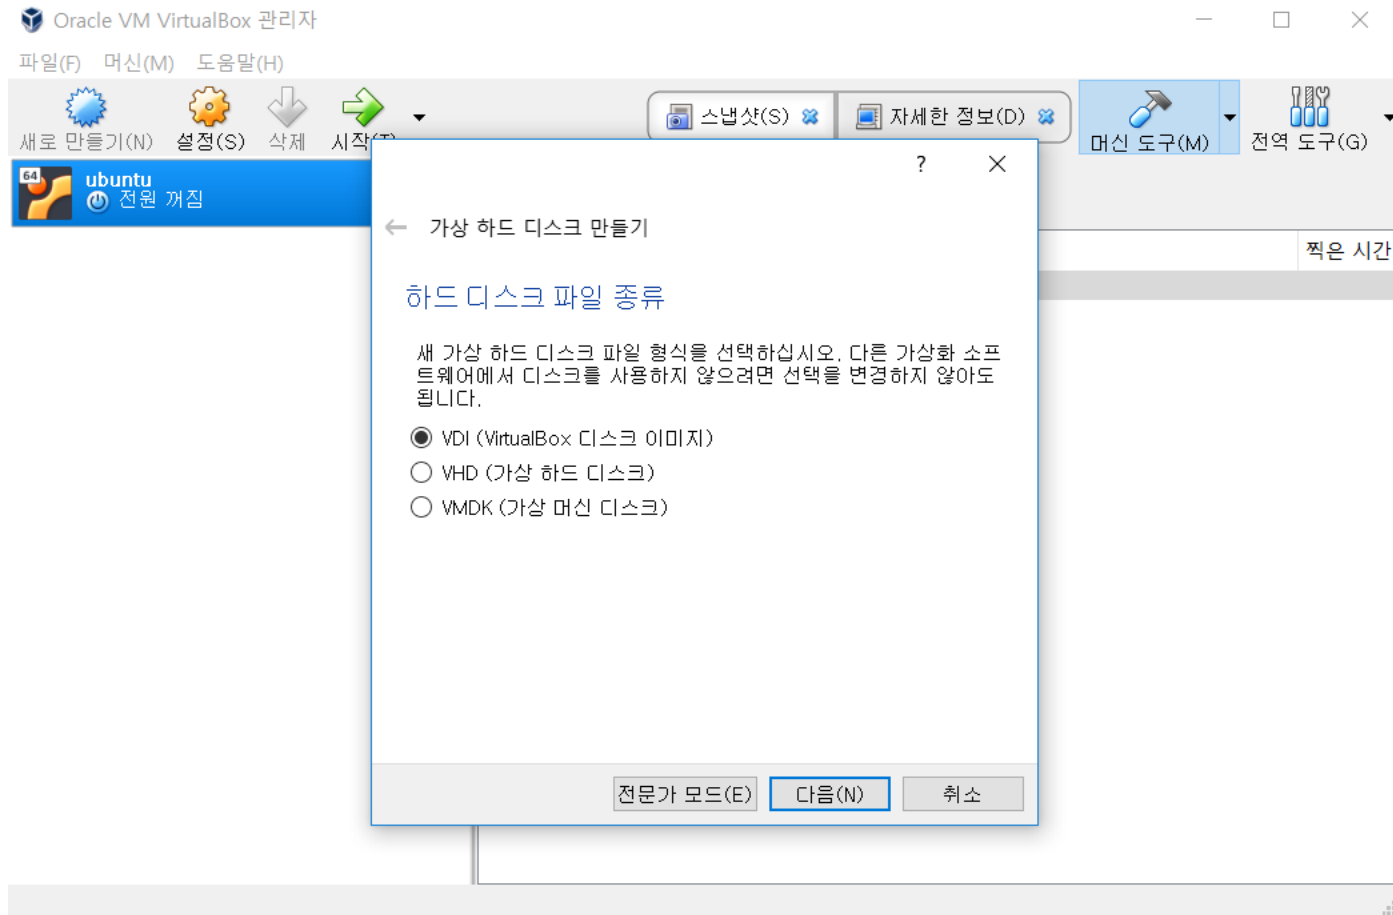 Oracle VM VirtualBox 관리자
파일(F) 머신(M) 도움말(H)
새로 만들기(N) 설정(S) 삭제 시작(T)
스냅샷(S) 자세한 정보(D)
머신 도구(M) 전역 도구(G)
64 ubuntu
전원 꺼짐
찍은 시간
?
가상 하드 디스크 만들기
하드 디스크 파일 종류
새 가상 하드 디스크 파일 형식을 선택하십시오. 다른 가상화 소프
트웨어에서 디스크를 사용하지 않으려면 선택을 변경하지 않아도
됩니다.
VDI (VirtualBox 디스크 이미지)
VHD (가상 하드 디스크)
VMDK (가상 머신 디스크)
전문가 모드(E) 다음(N) 취소